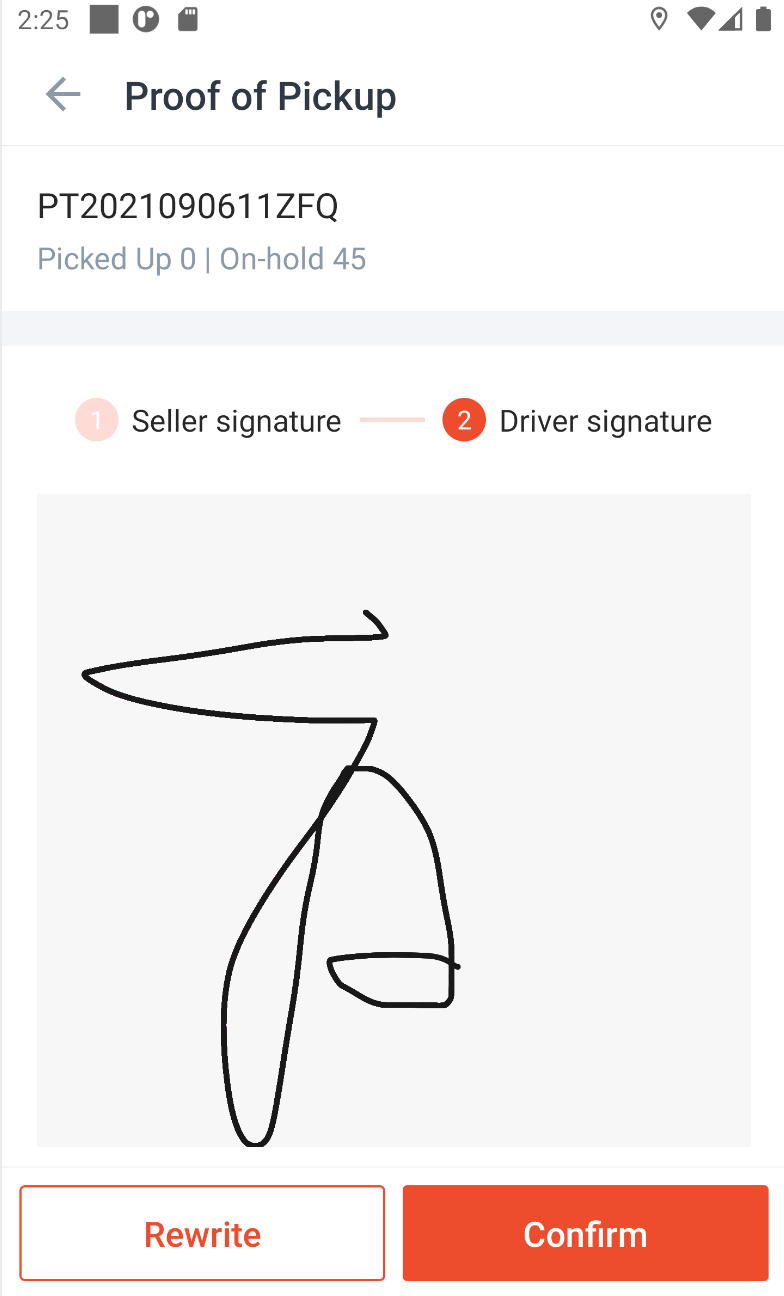 2:25
Proof of Pickup
PT2021090611ZFQ
Picked Up 0 | On-hold 45
1 Seller signature 2 Driver signature
Rewrite Confirm